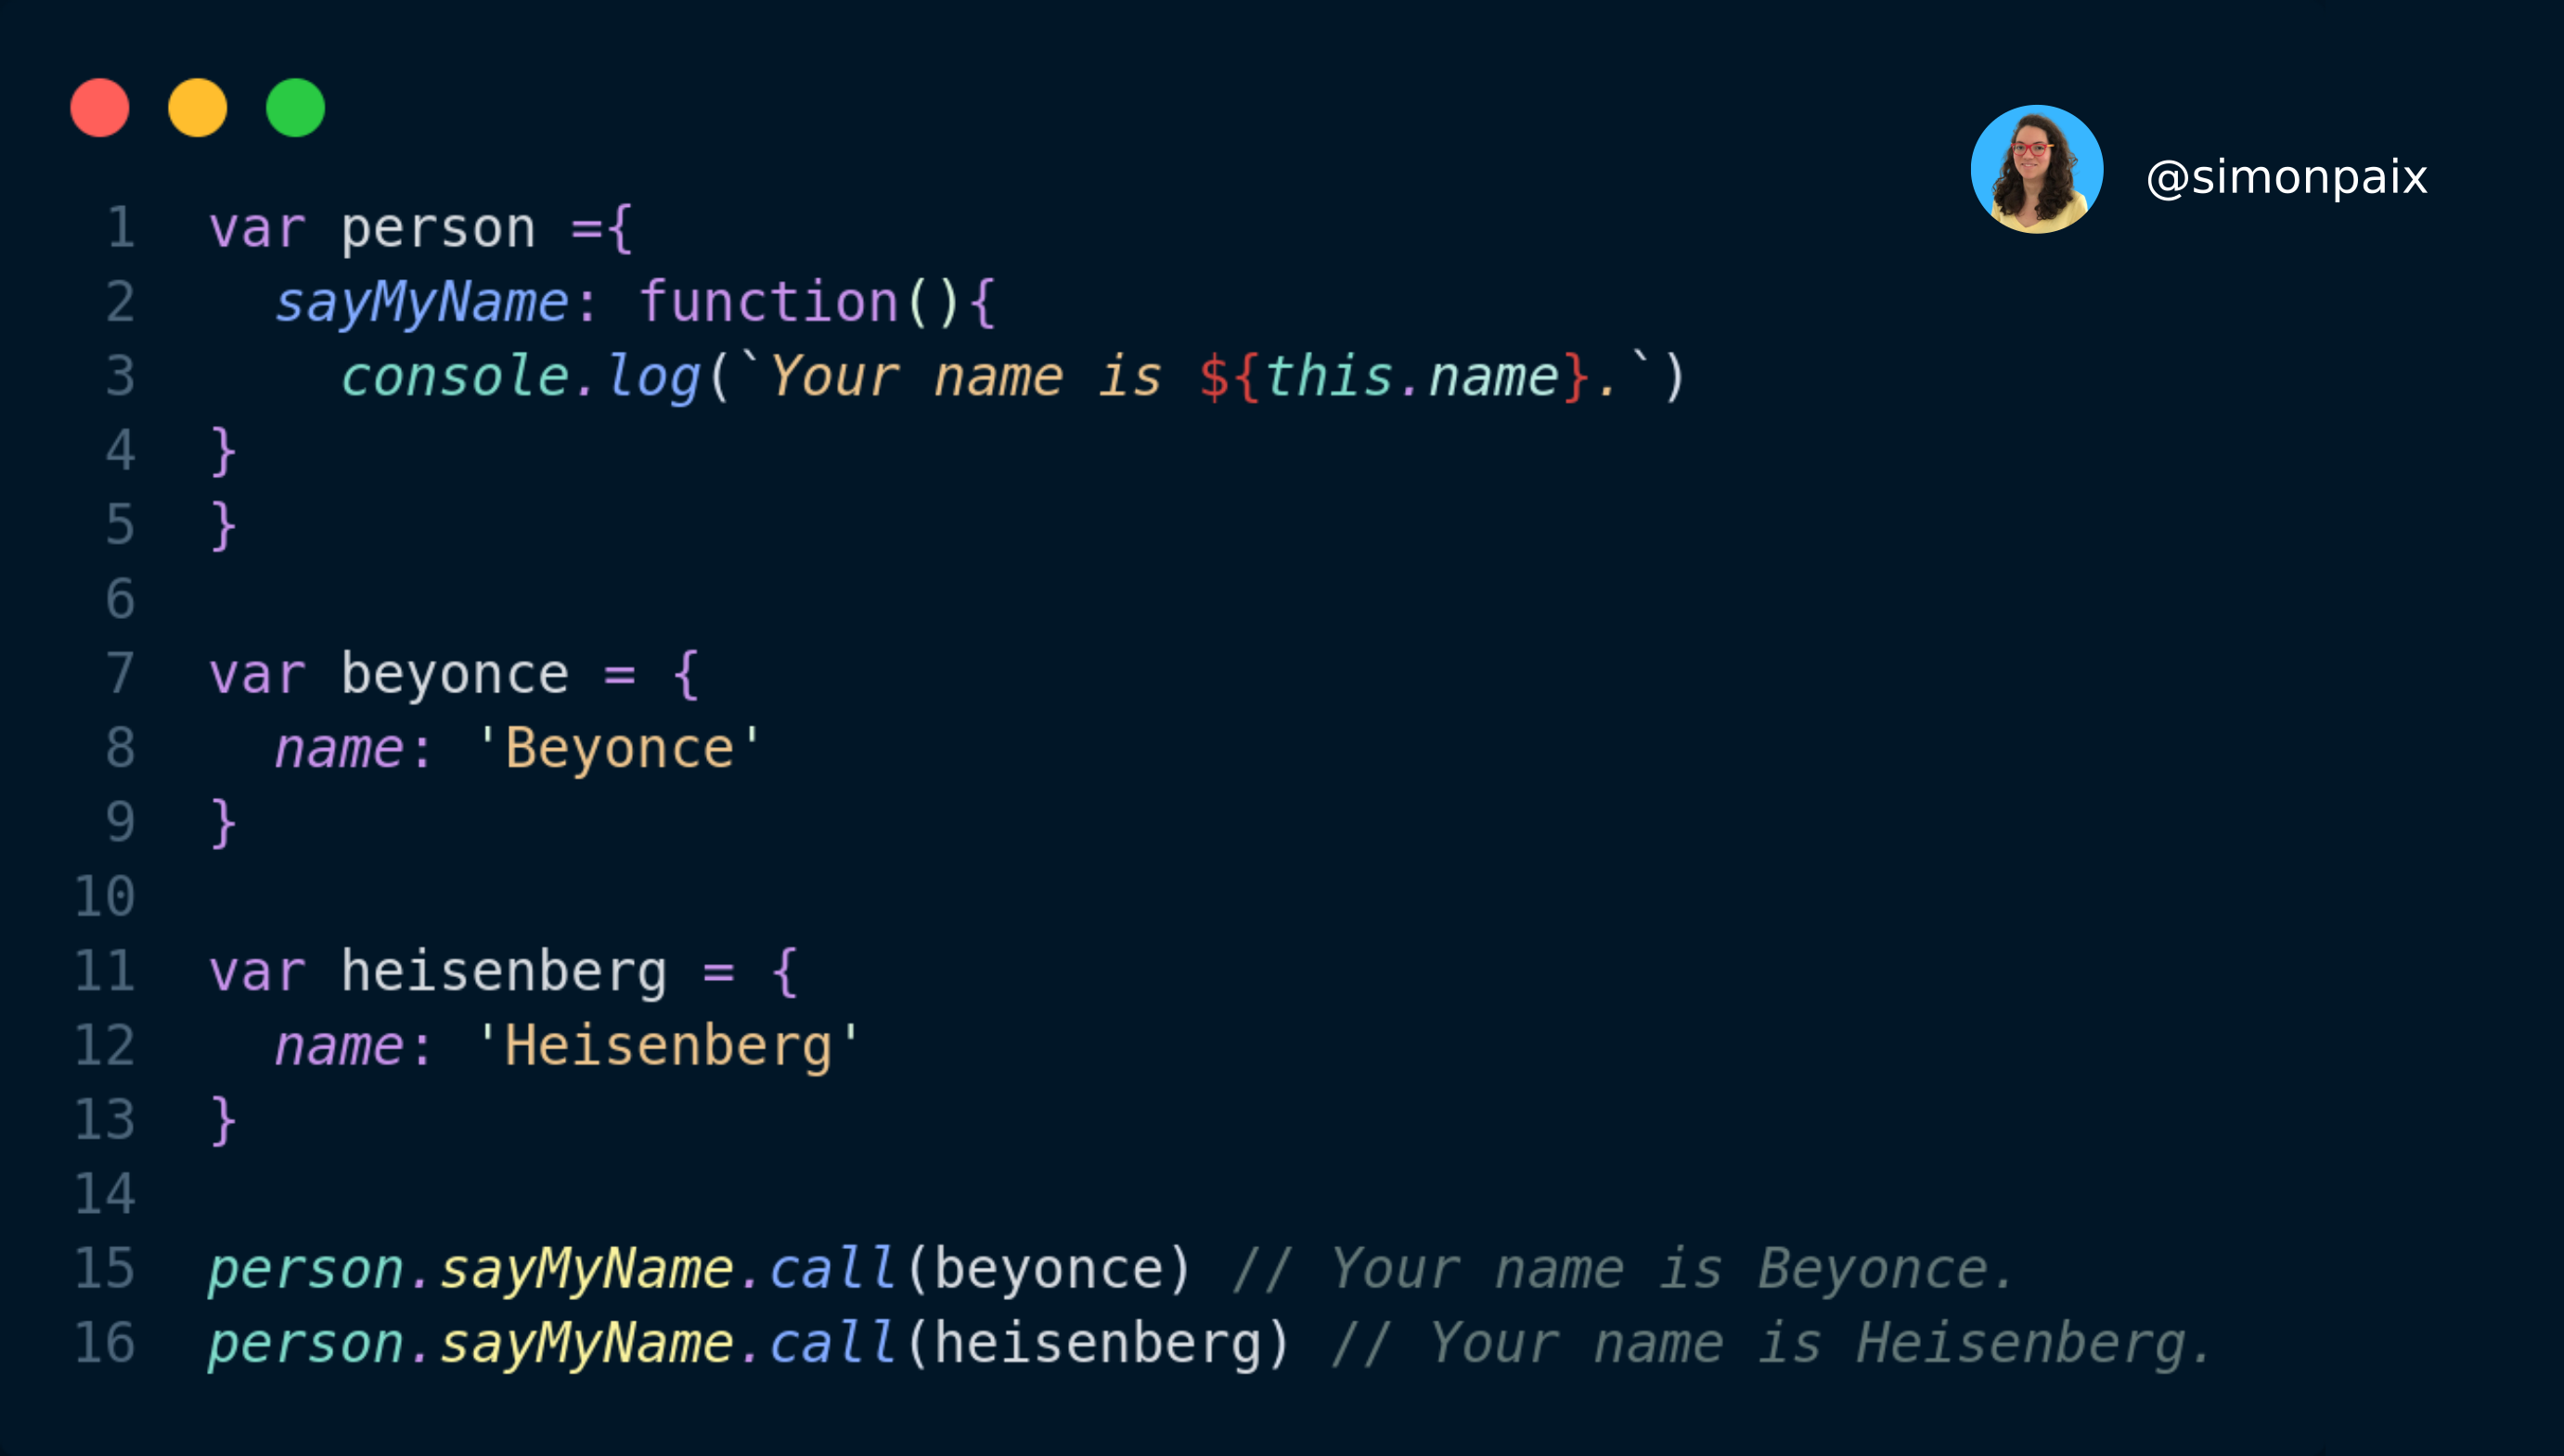 @simonpaix
1 var person ={
2   sayMyName: function(){
3     console.log(`Your name is ${this.name}.`)
4 }
5 }
6
7 var beyonce = {
8   name: 'Beyonce'
9 }
10
11 var heisenberg = {
12   name: 'Heisenberg'
13 }
14
15 person.sayMyName.call(beyonce) // Your name is Beyonce.
16 person.sayMyName.call(heisenberg) // Your name is Heisenberg.